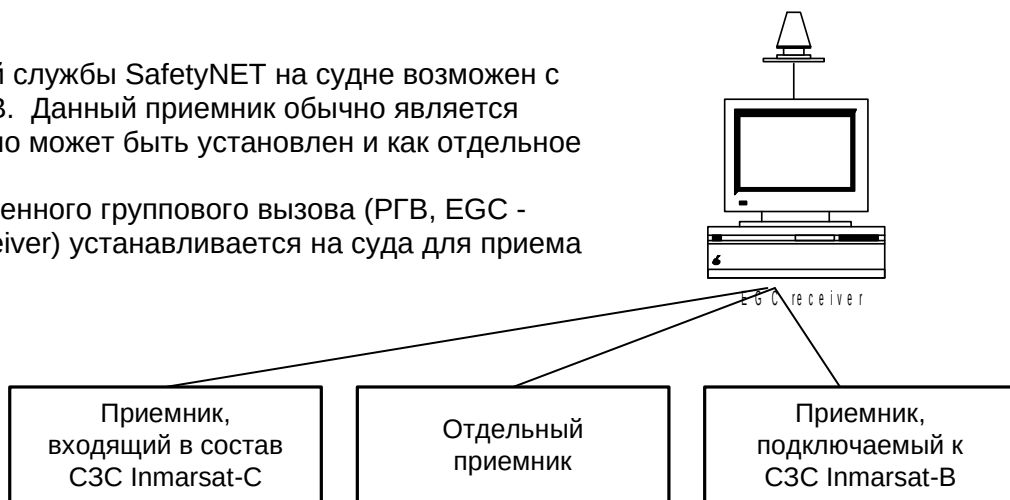 й службы SafetyNET на судне возможен с
В. Данный приемник обычно является
но может быть установлен и как отдельное
енного группового вызова (РГВ, EGC -
eiver) устанавливается на суда для приема
EGC receiver
Приемник,
входящий в состав
СЗС Inmarsat-C
Отдельный
приемник
Приемник,
подключаемый к
СЗС Inmarsat-B